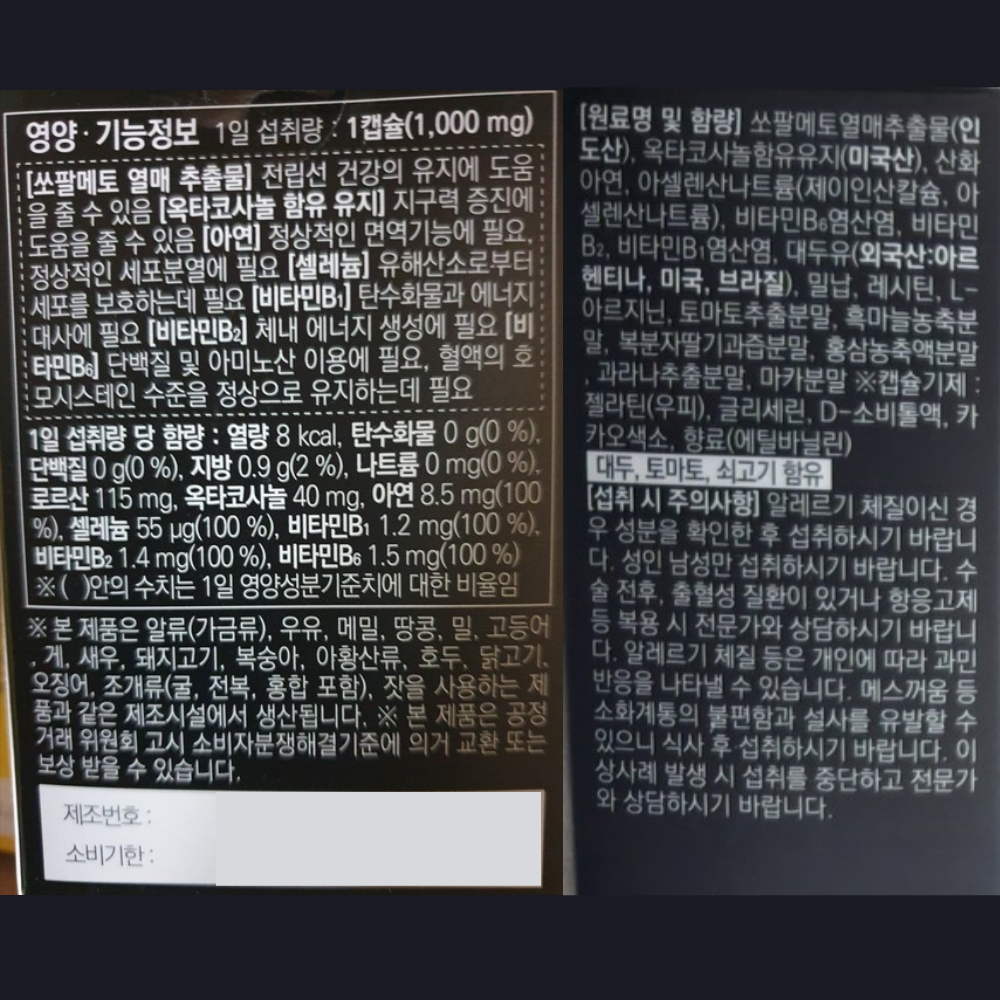 영양·기능정보 1일 섭취량 : 1캡슐(1,000 mg)
[쏘팔메토 열매 추출물] 전립선 건강의 유지에 도움
을 줄 수 있음 [옥타코사놀 함유 유지] 지구력 증진에
도움을 줄 수 있음 [아연] 정상적인 면역기능에 필요,
정상적인 세포분열에 필요 [셀레늄] 유해산소로부터
세포를 보호하는데 필요 [비타민B₁] 탄수화물과 에너지
대사에 필요 [비타민B₂] 체내 에너지 생성에 필요 [비
타민B₆] 단백질 및 아미노산 이용에 필요, 혈액의 호
모시스테인 수준을 정상으로 유지하는데 필요
1일 섭취량 당 함량 : 열량 8 kcal, 탄수화물 0 g(0 %),
단백질 0 g(0 %), 지방 0.9 g(2 %), 나트륨 0 mg(0 %),
로르산 115 mg, 옥타코사놀 40 mg, 아연 8.5 mg(100
%), 셀레늄 55 µg(100 %), 비타민B₁ 1.2 mg(100 %),
비타민B₂ 1.4 mg(100 %), 비타민B₆ 1.5 mg(100 %)
※( )안의 수치는 1일 영양성분기준치에 대한 비율임
※ 본 제품은 알류(가금류), 우유, 메밀, 땅콩, 밀, 고등어
, 게, 새우, 돼지고기, 복숭아, 아황산류, 호두, 닭고기,
오징어, 조개류(굴, 전복, 홍합 포함), 잣을 사용하는 제
품과 같은 제조시설에서 생산됩니다. ※ 본 제품은 공정
거래 위원회 고시 소비자분쟁해결기준에 의거 교환 또는
보상 받을 수 있습니다.
제조번호 :
소비기한 :
[원료명 및 함량] 쏘팔메토열매추출물(인
도산), 옥타코사놀함유유지(미국산), 산화
아연, 아셀렌산나트륨(제이인산칼슘, 아
셀렌산나트륨), 비타민B₆염산염, 비타민
B₂, 비타민B₁염산염, 대두유(외국산:아르
헨티나, 미국, 브라질), 밀납, 레시틴, L-
아르지닌, 토마토추출분말, 흑마늘농축분
말, 복분자딸기과즙분말, 홍삼농축액분말
, 과라나추출분말, 마카분말 ※캡슐기제 :
젤라틴(우피), 글리세린, D-소비톨액, 카
카오색소, 향료(에틸바닐린)
대두, 토마토, 쇠고기 함유
[섭취 시 주의사항] 알레르기 체질이신 경
우 성분을 확인한 후 섭취하시기 바랍니
다. 성인 남성만 섭취하시기 바랍니다. 수
술 전후, 출혈성 질환이 있거나 항응고제
등 복용 시 전문가와 상담하시기 바랍니
다. 알레르기 체질 등은 개인에 따라 과민
반응을 나타낼 수 있습니다. 메스꺼움 등
소화계통의 불편함과 설사를 유발할 수
있으니 식사 후 섭취하시기 바랍니다. 이
상사례 발생 시 섭취를 중단하고 전문가
와 상담하시기 바랍니다.